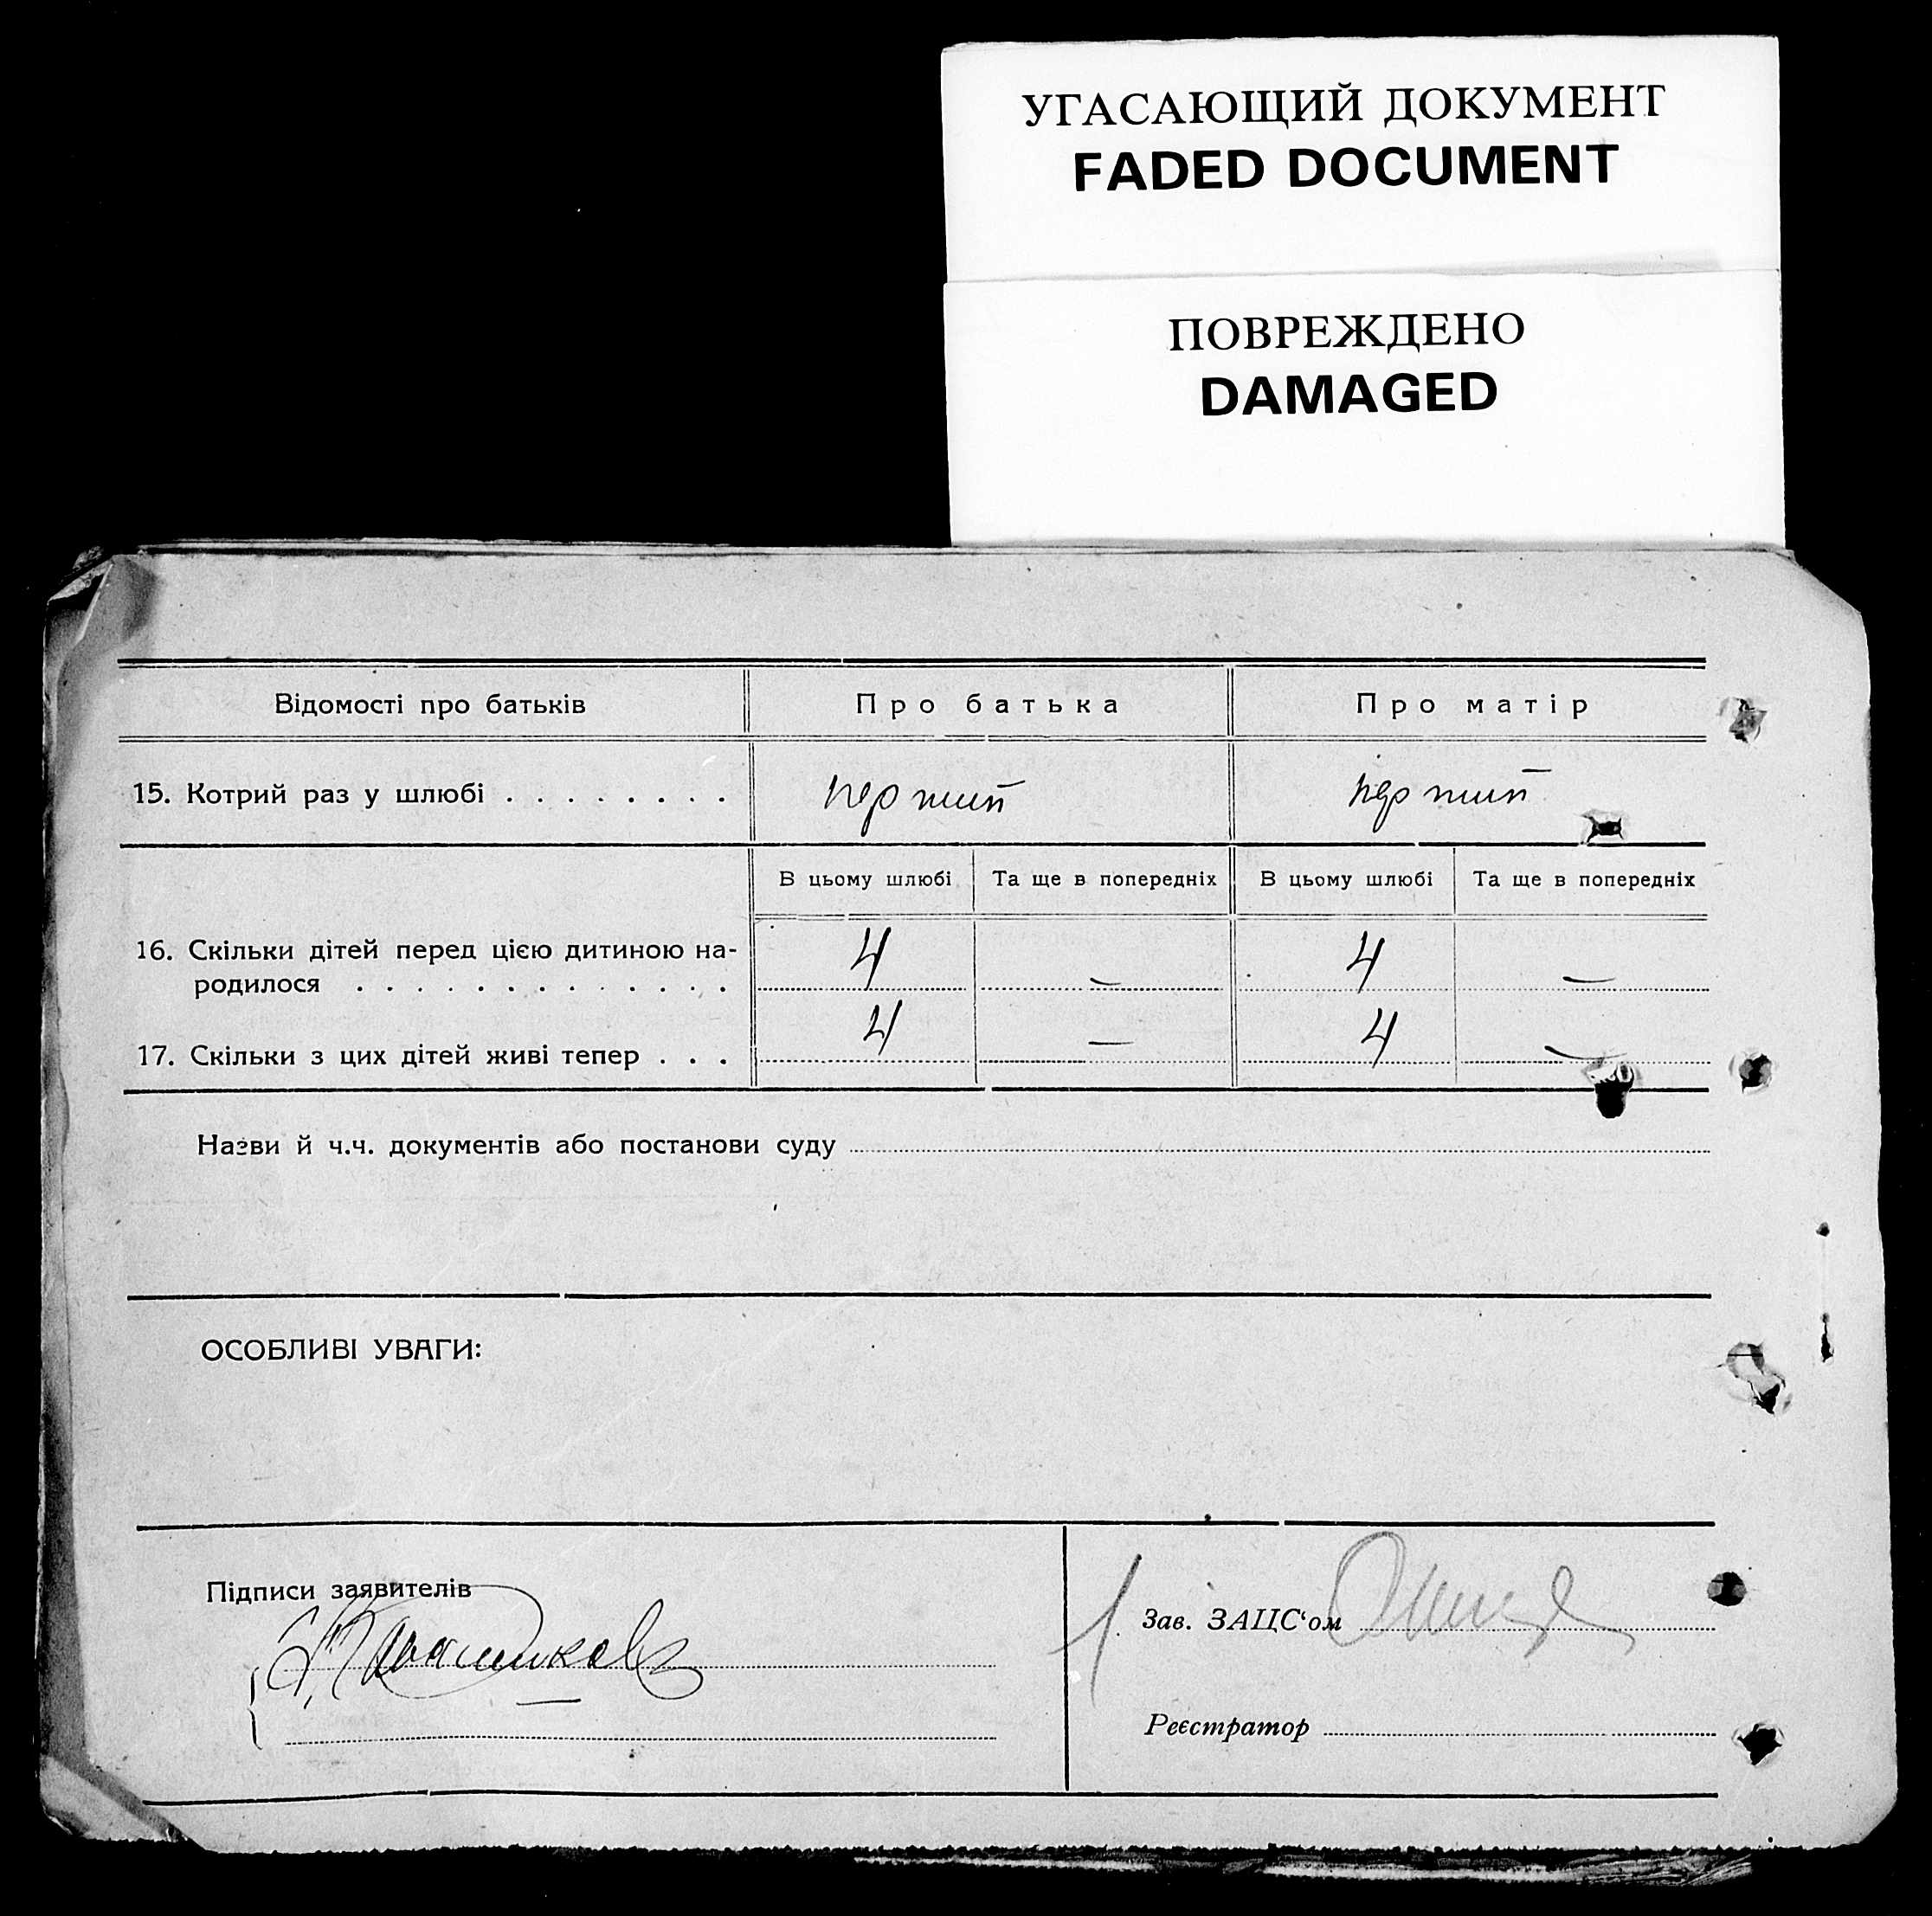 УГАСАЮЩИЙ ДОКУМЕНТ
FADED DOCUMENT
ПОВРЕЖДЕНО
DAMAGED
Відомості про батьків Про батька Про матір
15. Котрий раз у шлюбі . . . . . . . . перший перший
В цьому шлюбі Та ще в попередніх В цьому шлюбі Та ще в попередніх
16. Скільки дітей перед цією дитиною на- 4 — 4 —
родилося . . . . . . . . . . . . .
17. Скільки з цих дітей живі тепер . . . 4 — 4 —
Назви й ч.ч. документів або постанови суду
ОСОБЛИВІ УВАГИ:
Підписи заявителів
Зав. ЗАЦС‘ом
Реєстратор